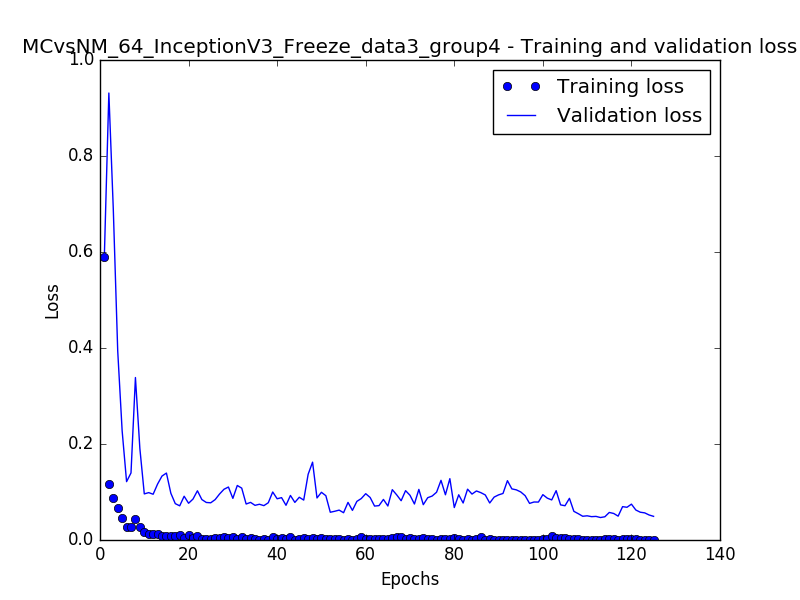 MCvsNM_64_InceptionV3_Freeze_data3_group4 - Training and validation loss
1.0
Training loss
Validation loss
0.8
0.6
Loss
0.4
0.2
0.0
0 20 40 60 80 100 120 140
Epochs